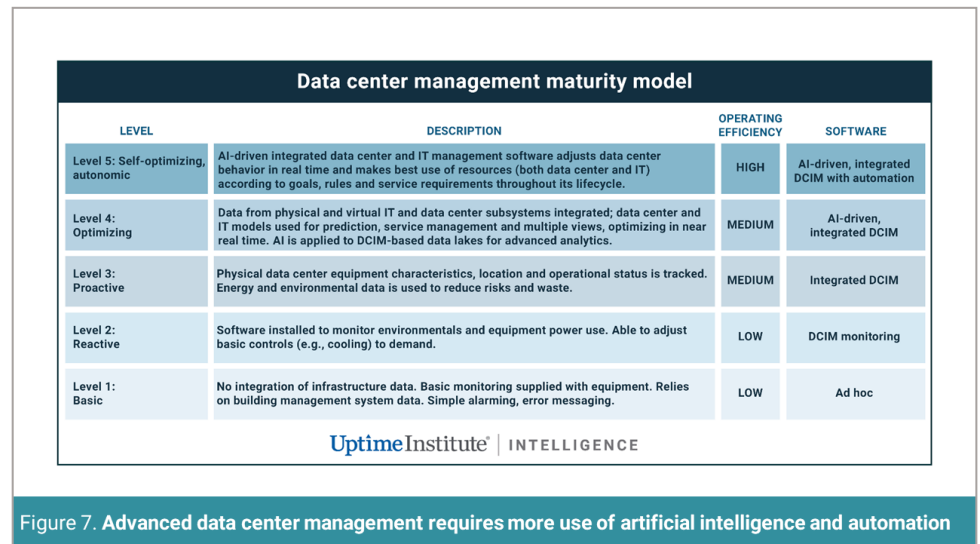 Data center management maturity model
LEVEL
DESCRIPTION
OPERATING
EFFICIENCY
SOFTWARE
Level 5: Self-optimizing,
autonomic
AI-driven integrated data center and IT management software adjusts data center
behavior in real time and makes best use of resources (both data center and IT)
according to goals, rules and service requirements throughout its lifecycle.
HIGH
AI-driven, integrated
DCIM with automation
Level 4:
Optimizing
Data from physical and virtual IT and data center subsystems integrated; data center and
IT models used for prediction, service management and multiple views, optimizing in near
real time. AI is applied to DCIM-based data lakes for advanced analytics.
MEDIUM
AI-driven,
integrated DCIM
Level 3:
Proactive
Physical data center equipment characteristics, location and operational status is tracked.
Energy and environmental data is used to reduce risks and waste.
MEDIUM
Integrated DCIM
Level 2:
Reactive
Software installed to monitor environmentals and equipment power use. Able to adjust
basic controls (e.g., cooling) to demand.
LOW
DCIM monitoring
Level 1:
Basic
No integration of infrastructure data. Basic monitoring supplied with equipment. Relies
on building management system data. Simple alarming, error messaging.
LOW
Ad hoc
UptimeInstitute® | INTELLIGENCE
Figure 7. Advanced data center management requires more use of artificial intelligence and automation